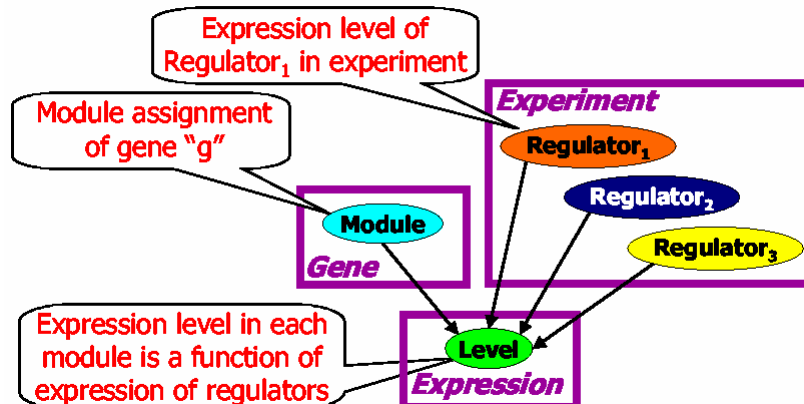 Expression level of
Regulator₁ in experiment
Module assignment
of gene “g”
Experiment
Regulator₁
Regulator₂
Regulator₃
Module
Gene
Expression level in each
module is a function of
expression of regulators
Level
Expression